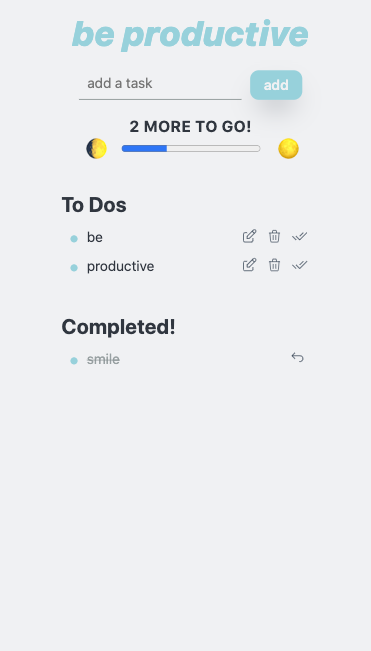 be productive
add a task
add
2 MORE TO GO!
To Dos
be
productive
Completed!
smile